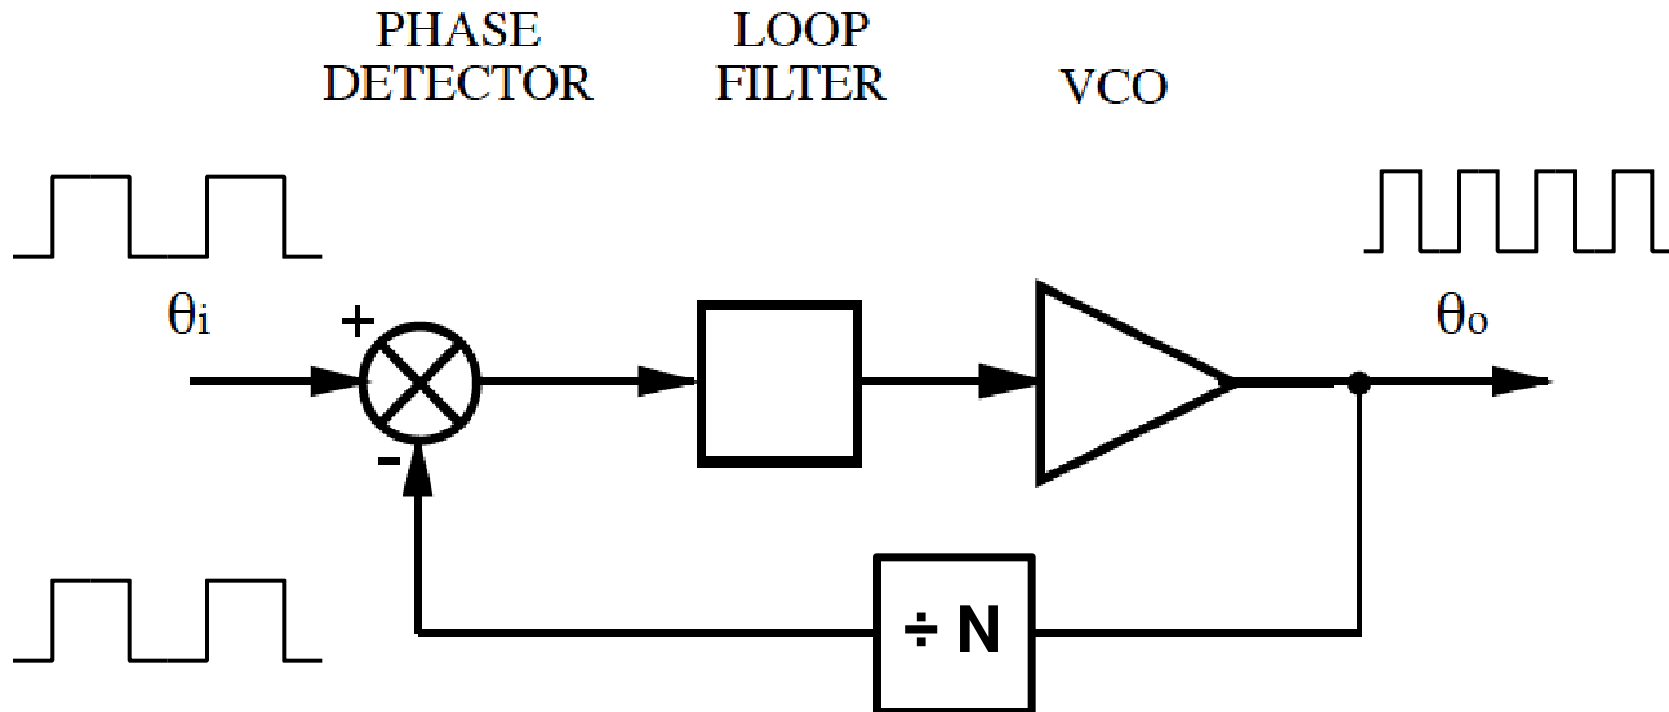 PHASE
DETECTOR
LOOP
FILTER
VCO
θi
+
θo
-
÷ N